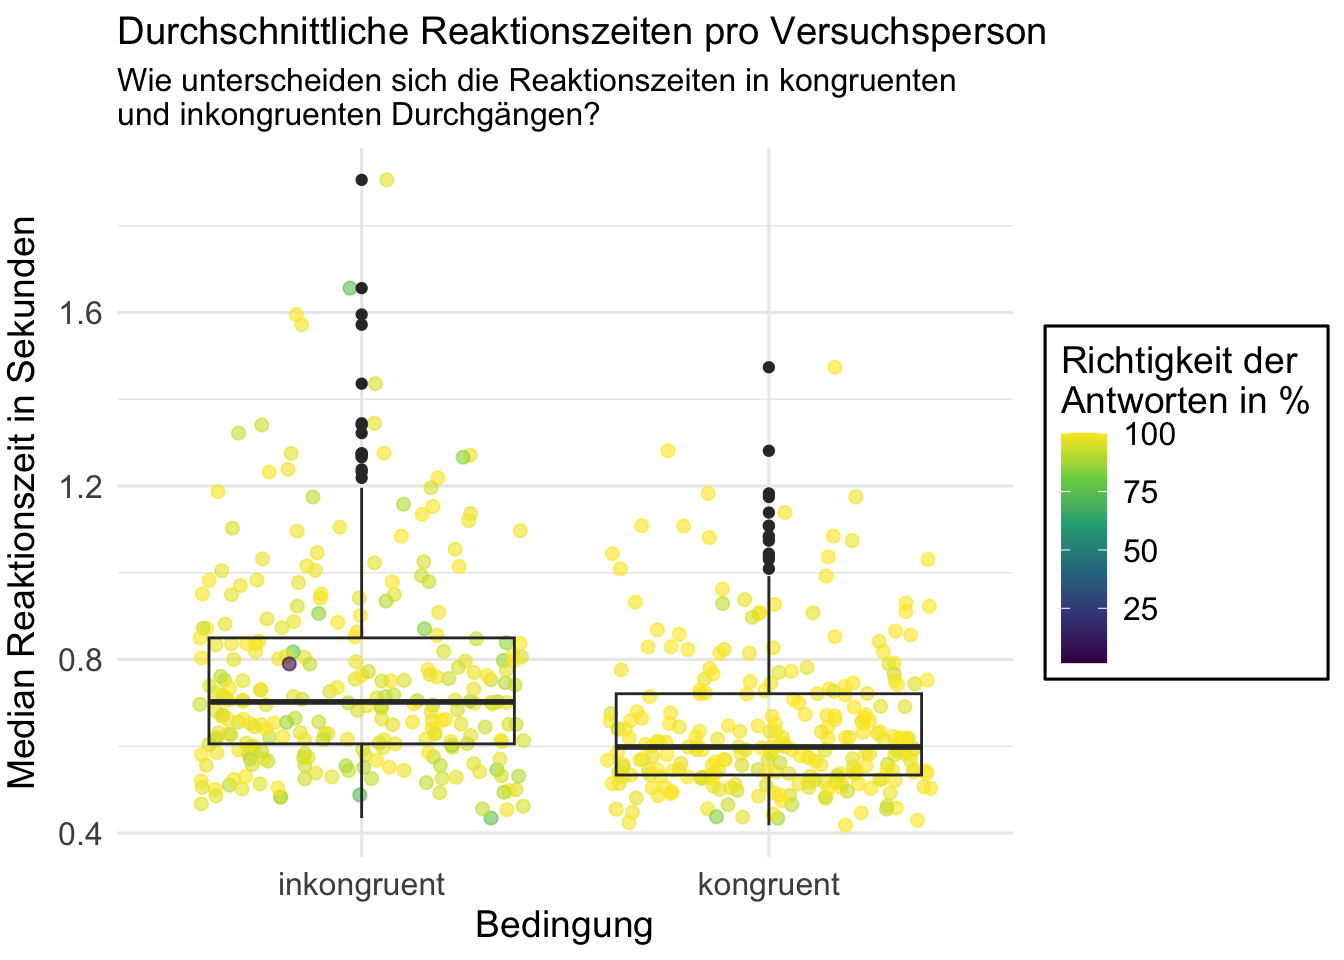 Durchschnittliche Reaktionszeiten pro Versuchsperson
Wie unterscheiden sich die Reaktionszeiten in kongruenten
und inkongruenten Durchgängen?
Median Reaktionszeit in Sekunden
1.6
1.2
0.8
0.4
inkongruent
kongruent
Bedingung
Richtigkeit der
Antworten in %
100
75
50
25